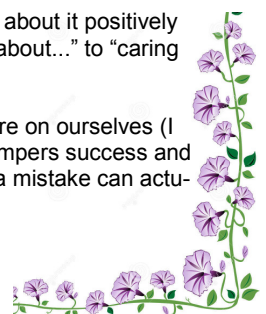 about it positively
about...” to “caring
re on ourselves (I
mpers success and
a mistake can actu-